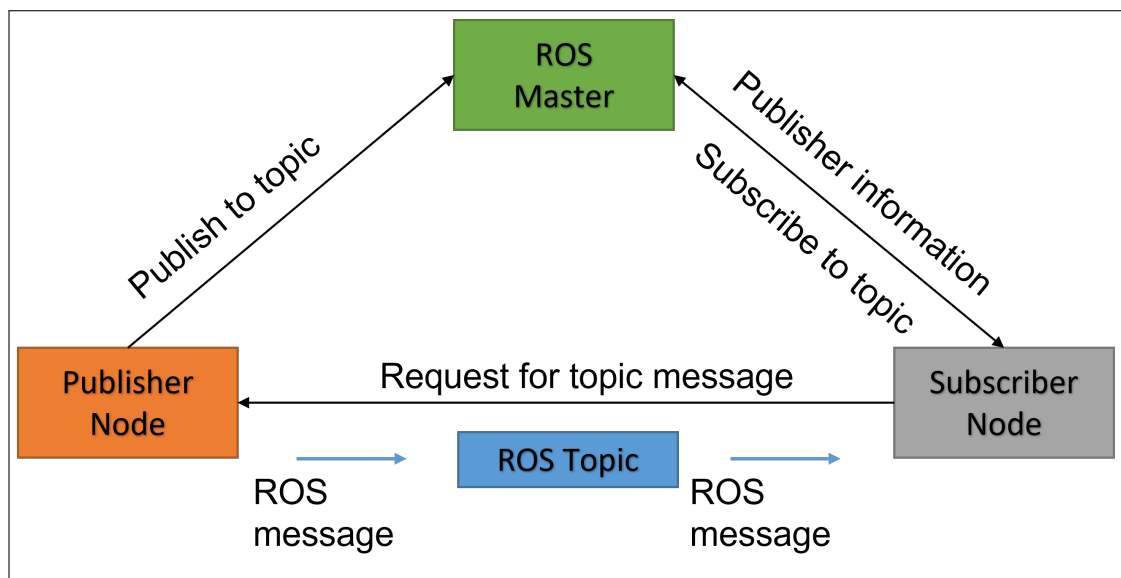 ROS
Master
Publish to topic
Publisher information
Subscribe to topic
Publisher
Node
Request for topic message
Subscriber
Node
ROS Topic
ROS
message
ROS
message